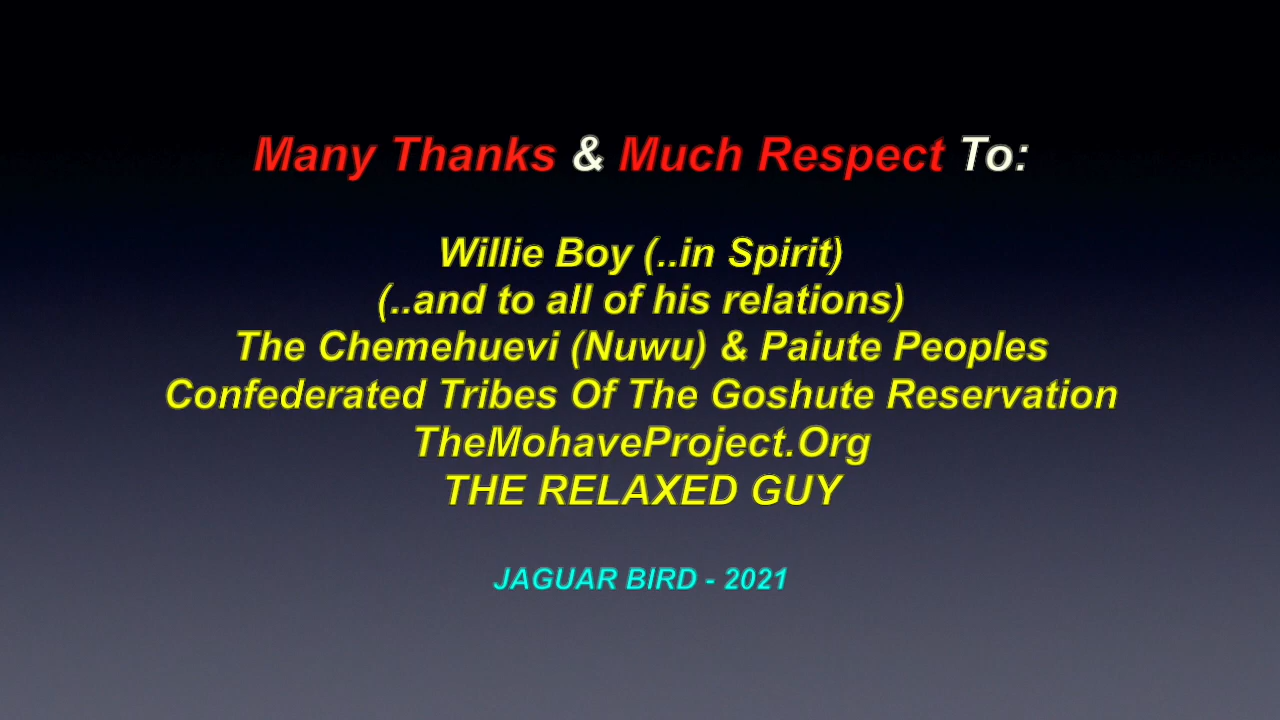 Many Thanks & Much Respect To:
Willie Boy (..in Spirit)
(..and to all of his relations)
The Chemehuevi (Nuwu) & Paiute Peoples
Confederated Tribes Of The Goshute Reservation
TheMohaveProject.Org
THE RELAXED GUY
JAGUAR BIRD - 2021